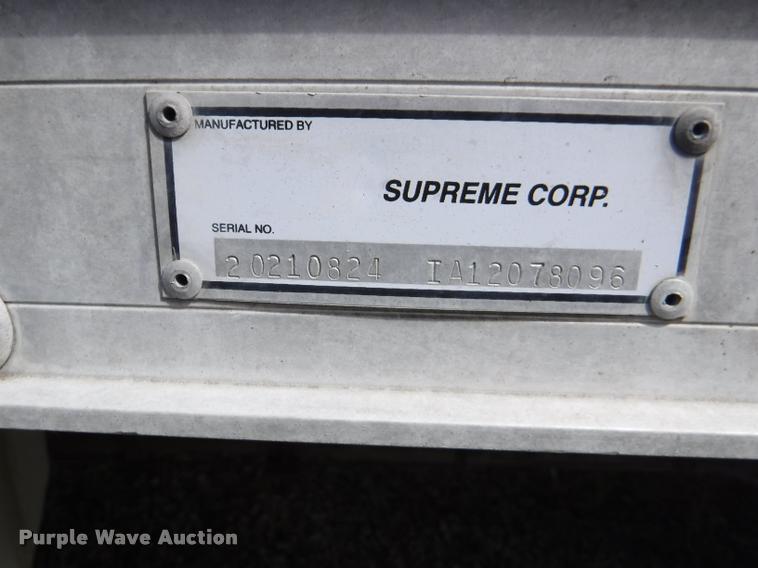 MANUFACTURED BY
SUPREME CORP.
SERIAL NO.
20210824 IA12078096
Purple Wave Auction